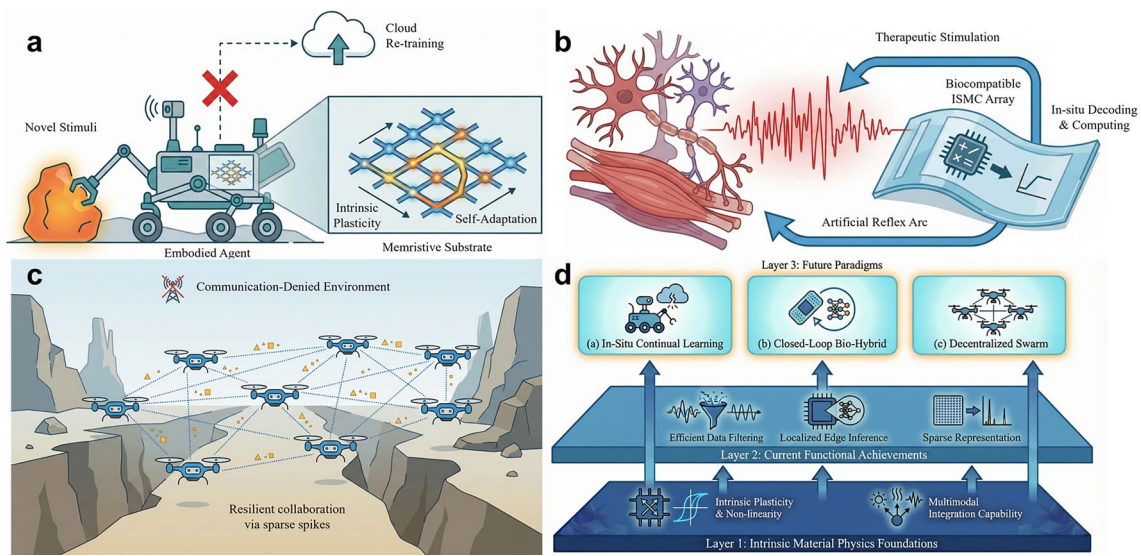 a
Cloud
Re-training
Novel Stimuli
Intrinsic
Plasticity
Self-Adaptation
Embodied Agent
Memristive Substrate
b
Therapeutic Stimulation
Biocompatible
ISMC Array
In-situ Decoding
& Computing
Artificial Reflex Arc
c
Communication-Denied Environment
Resilient collaboration
via sparse spikes
d
Layer 3: Future Paradigms
(a) In-Situ Continual Learning
(b) Closed-Loop Bio-Hybrid
(c) Decentralized Swarm
Efficient Data Filtering
Localized Edge Inference
Sparse Representation
Layer 2: Current Functional Achievements
Intrinsic Plasticity
& Non-linearity
Multimodal
Integration Capability
Layer 1: Intrinsic Material Physics Foundations